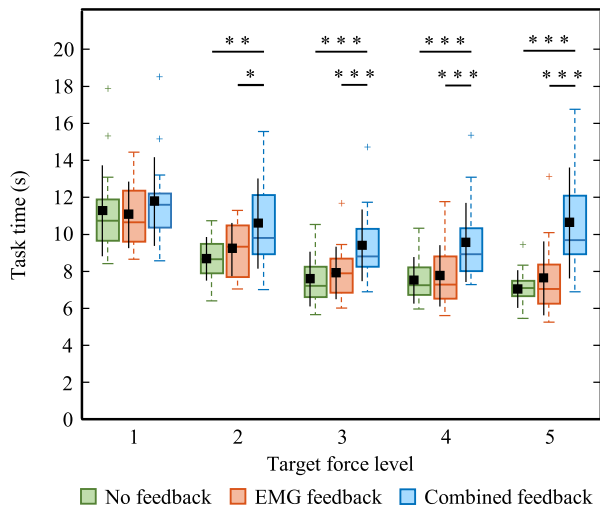 20
18
16
14
12
10
8
6
4
2
0
Task time (s)
** *** *** ***
* *** *** ***
1 2 3 4 5
Target force level
No feedback EMG feedback Combined feedback